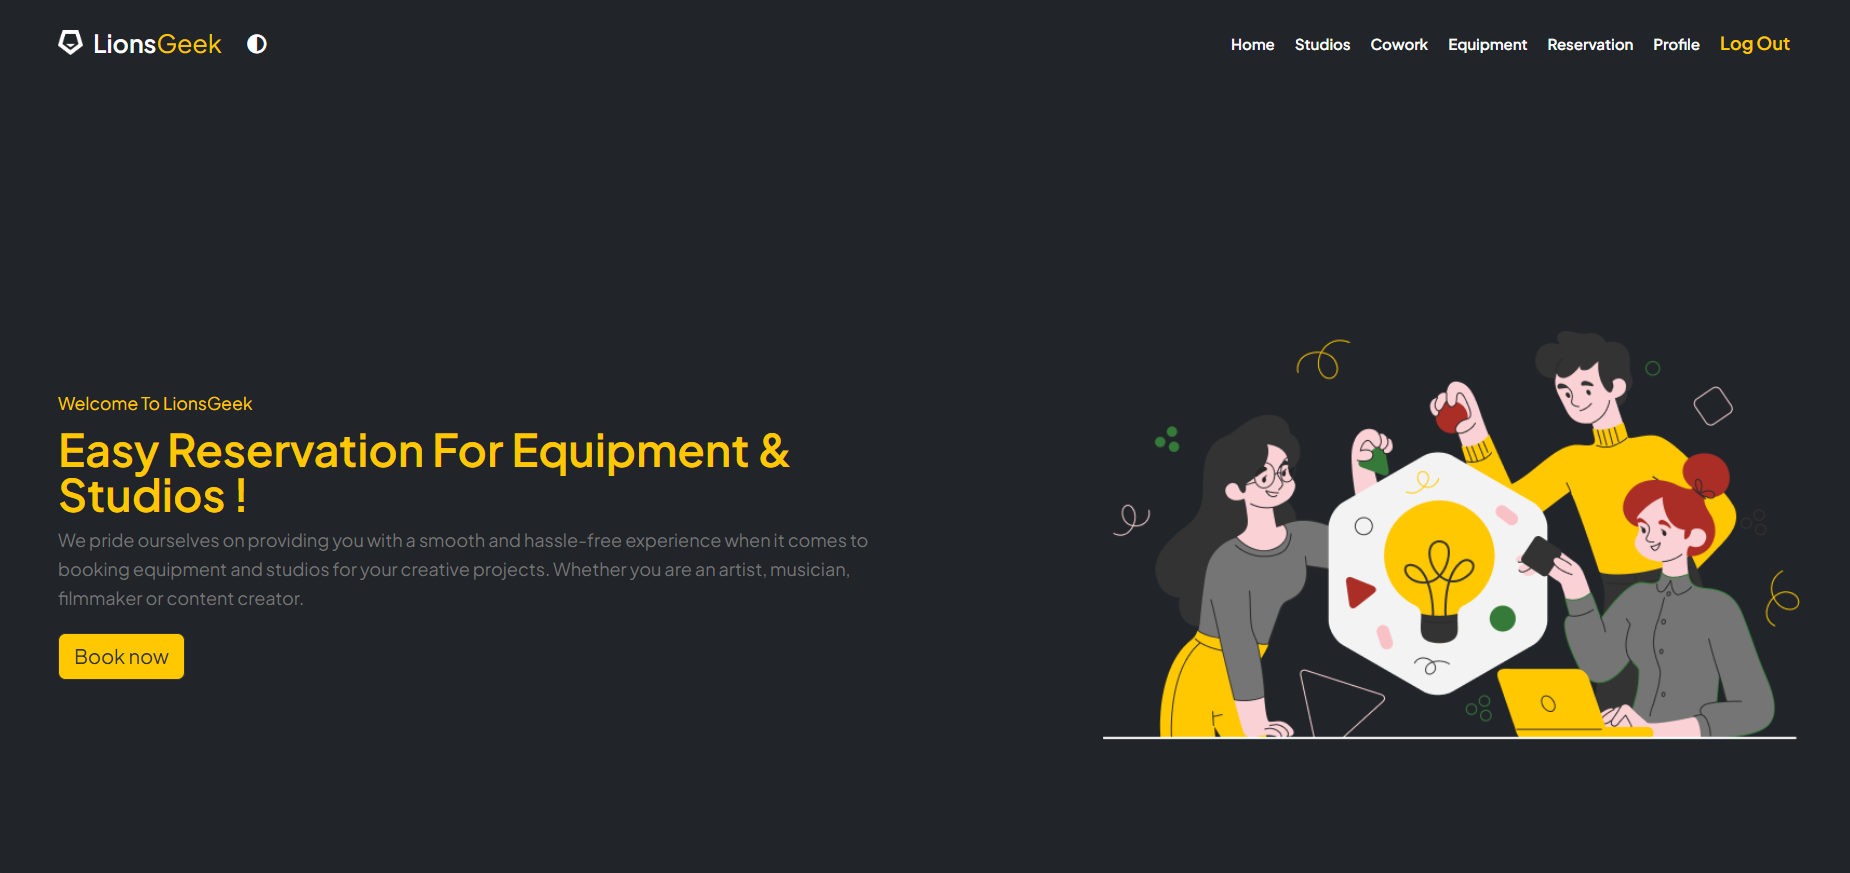 LionsGeek
Home Studios Cowork Equipment Reservation Profile Log Out
Welcome To LionsGeek
Easy Reservation For Equipment &
Studios !
We pride ourselves on providing you with a smooth and hassle-free experience when it comes to
booking equipment and studios for your creative projects. Whether you are an artist, musician,
filmmaker or content creator.
Book now